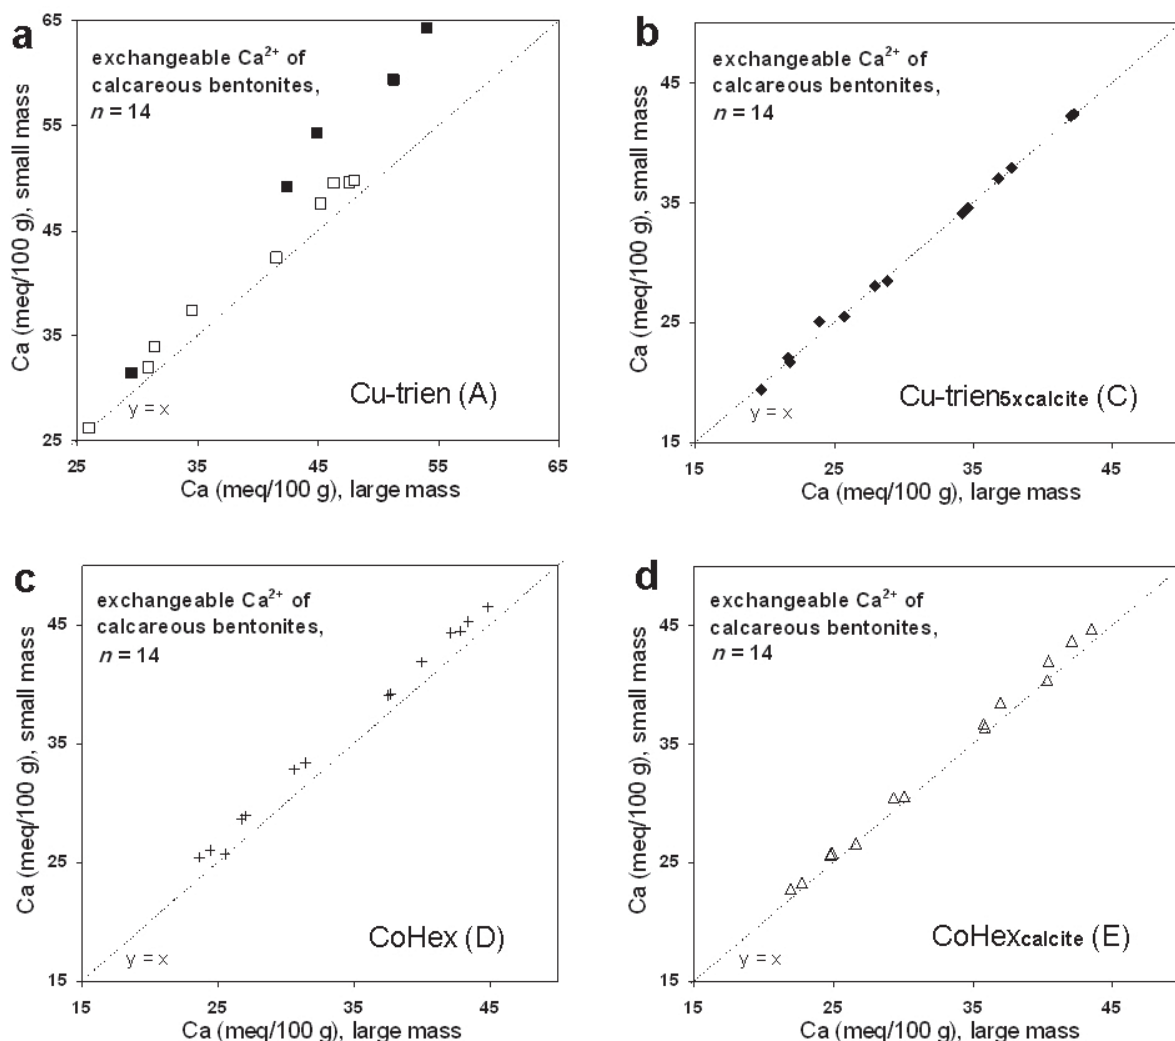 a
exchangeable Ca²⁺ of
calcareous bentonites,
n = 14
65
55
45
35
25
Ca (meq/100 g), small mass
Cu-trien (A)
y = x
25 35 45 55 65
Ca (meq/100 g), large mass
b
exchangeable Ca²⁺ of
calcareous bentonites,
n = 14
45
35
25
15
Ca (meq/100 g), small mass
Cu-trien5xcalcite (C)
y = x
15 25 35 45
Ca (meq/100 g), large mass
c
exchangeable Ca²⁺ of
calcareous bentonites,
n = 14
45
35
25
15
Ca (meq/100 g), small mass
CoHex (D)
y = x
15 25 35 45
Ca (meq/100 g), large mass
d
exchangeable Ca²⁺ of
calcareous bentonites,
n = 14
45
35
25
15
Ca (meq/100 g), small mass
CoHexcalcite (E)
y = x
15 25 35 45
Ca (meq/100 g), large mass